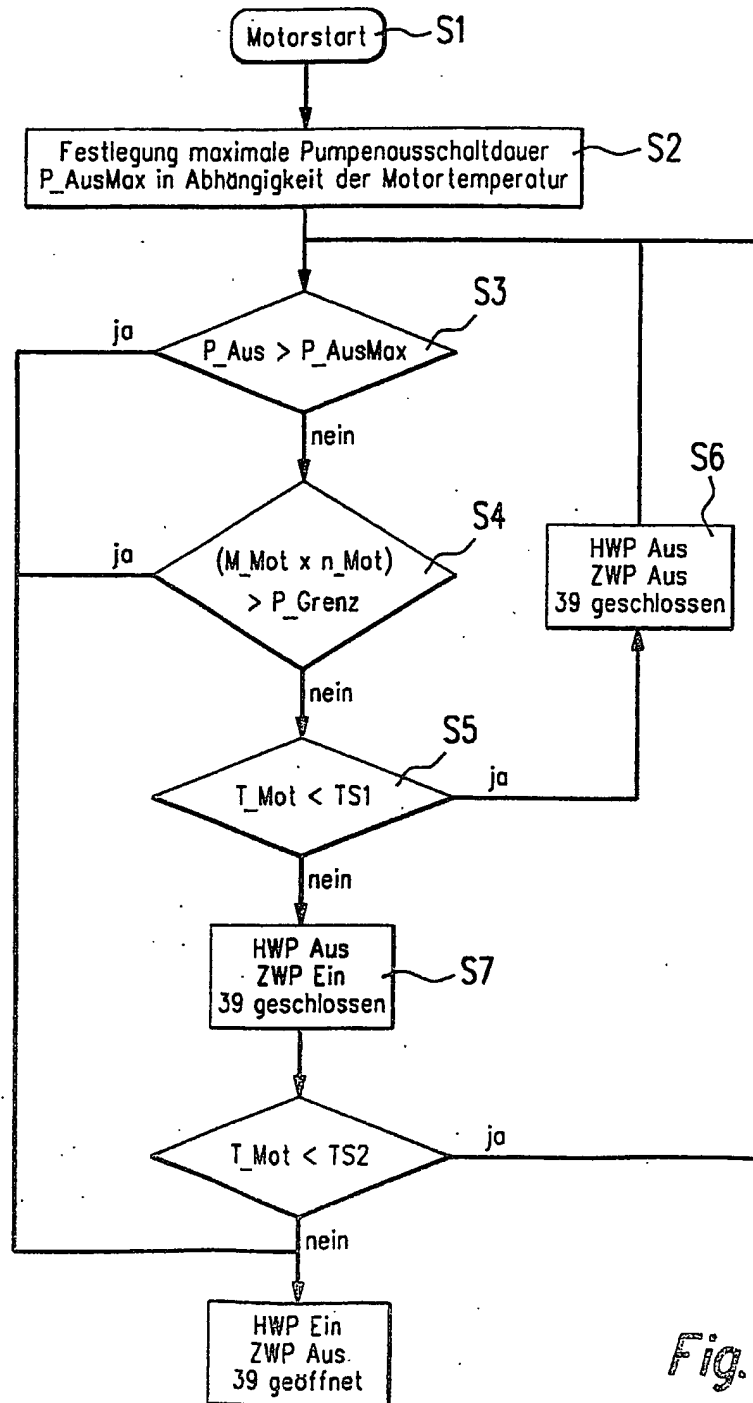 Motorstart
S1
Festlegung maximale Pumpenausschaltdauer
P_AusMax in Abhängigkeit der Motortemperatur
S2
S3
ja
P_Aus > P_AusMax
nein
S4
ja
(M_Mot x n_Mot)
> P_Grenz
nein
S6
HWP Aus
ZWP Aus
39 geschlossen
S5
T_Mot < TS1
ja
nein
HWP Aus
ZWP Ein
39 geschlossen
S7
T_Mot < TS2
ja
nein
HWP Ein
ZWP Aus
39 geöffnet
Fig.